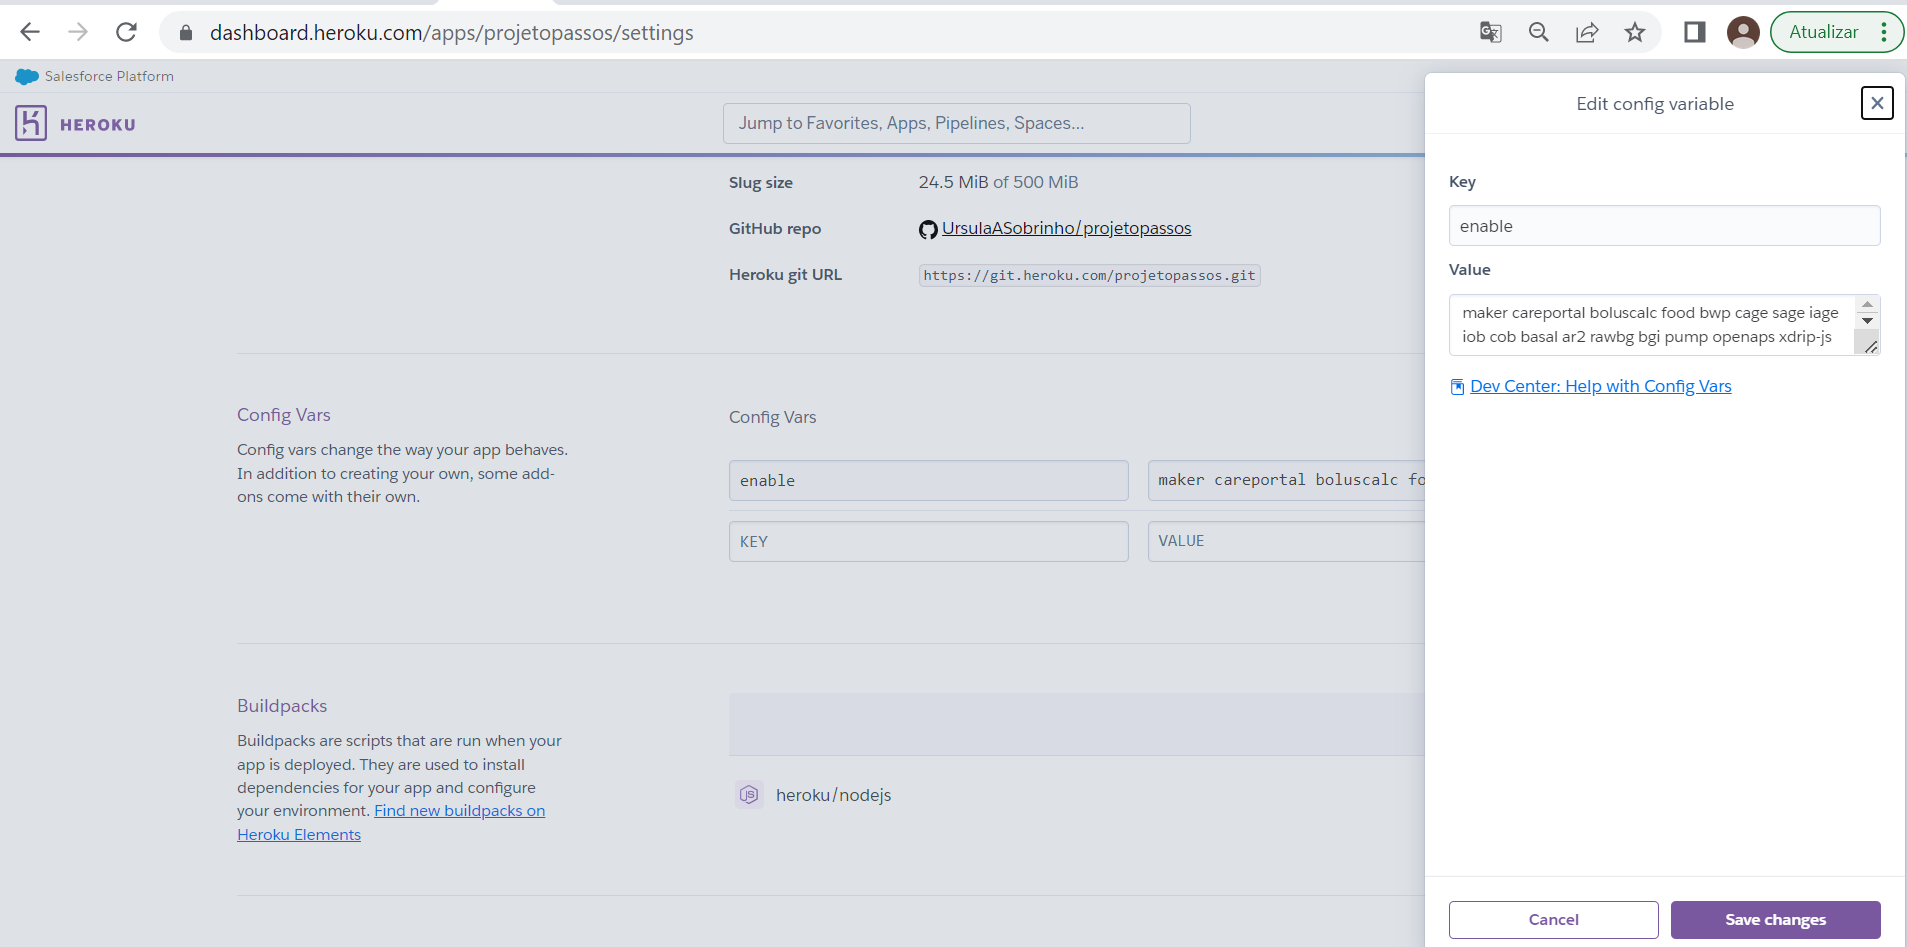 dashboard.heroku.com/apps/projetopassos/settings
Atualizar
Salesforce Platform
HEROKU
Jump to Favorites, Apps, Pipelines, Spaces...
Slug size
24.5 MiB of 500 MiB
GitHub repo
UrsulaASobrinho/projetopassos
Heroku git URL
https://git.heroku.com/projetopassos.git
Config Vars
Config vars change the way your app behaves.
In addition to creating your own, some add-
ons come with their own.
Config Vars
enable
maker careportal boluscalc fo
KEY
VALUE
Buildpacks
Buildpacks are scripts that are run when your
app is deployed. They are used to install
dependencies for your app and configure
your environment. Find new buildpacks on
Heroku Elements
heroku/nodejs
Edit config variable
Key
enable
Value
maker careportal boluscalc food bwp cage sage iage
iob cob basal ar2 rawbg bgi pump openaps xdrip-js
Dev Center: Help with Config Vars
Cancel
Save changes